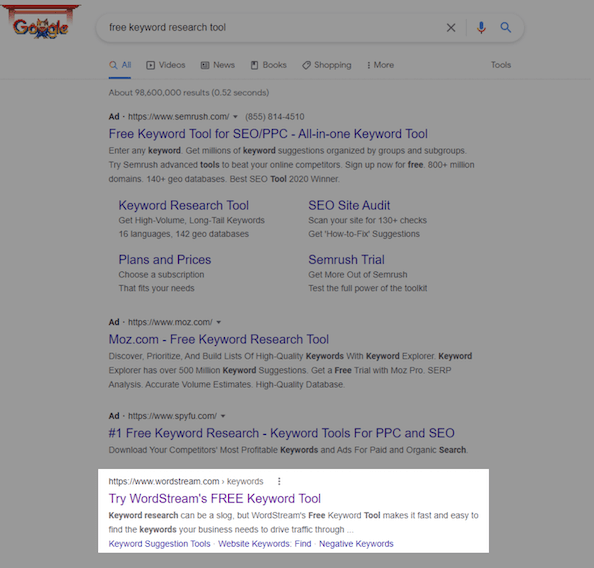 Google
free keyword research tool
All Videos News Books Shopping More Tools
About 98,600,000 results (0.52 seconds)
Ad · https://www.semrush.com/ (855) 814-4510
Free Keyword Tool for SEO/PPC - All-in-one Keyword Tool
Enter any keyword. Get millions of keyword suggestions organized by groups and subgroups.
Try Semrush advanced tools to beat your online competitors. Sign up now for free. 800+ million
domains. 140+ geo databases. Best SEO Tool 2020 Winner.
Keyword Research Tool
Get High-Volume, Long-Tail Keywords
16 languages, 142 geo databases
SEO Site Audit
Scan your site for 130+ checks
Get 'How-to-Fix' Suggestions
Plans and Prices
Choose a subscription
That fits your needs
Semrush Trial
Get More Out of Semrush
Test the full power of the toolkit
Ad · https://www.moz.com/
Moz.com - Free Keyword Research Tool
Discover, Prioritize, And Build Lists Of High-Quality Keywords With Keyword Explorer. Keyword
Explorer has over 500 Million Keyword Suggestions. Get a Free Trial with Moz Pro. SERP
Analysis. Accurate Volume Estimates. High-Quality Database.
Ad · https://www.spyfu.com/
#1 Free Keyword Research - Keyword Tools For PPC and SEO
Download Your Competitors' Most Profitable Keywords and Ads For Paid and Organic Search.
https://www.wordstream.com › keywords
Try WordStream's FREE Keyword Tool
Keyword research can be a slog, but WordStream's Free Keyword Tool makes it fast and easy to
find the keywords your business needs to drive traffic through ...
Keyword Suggestion Tools · Website Keywords: Find · Negative Keywords